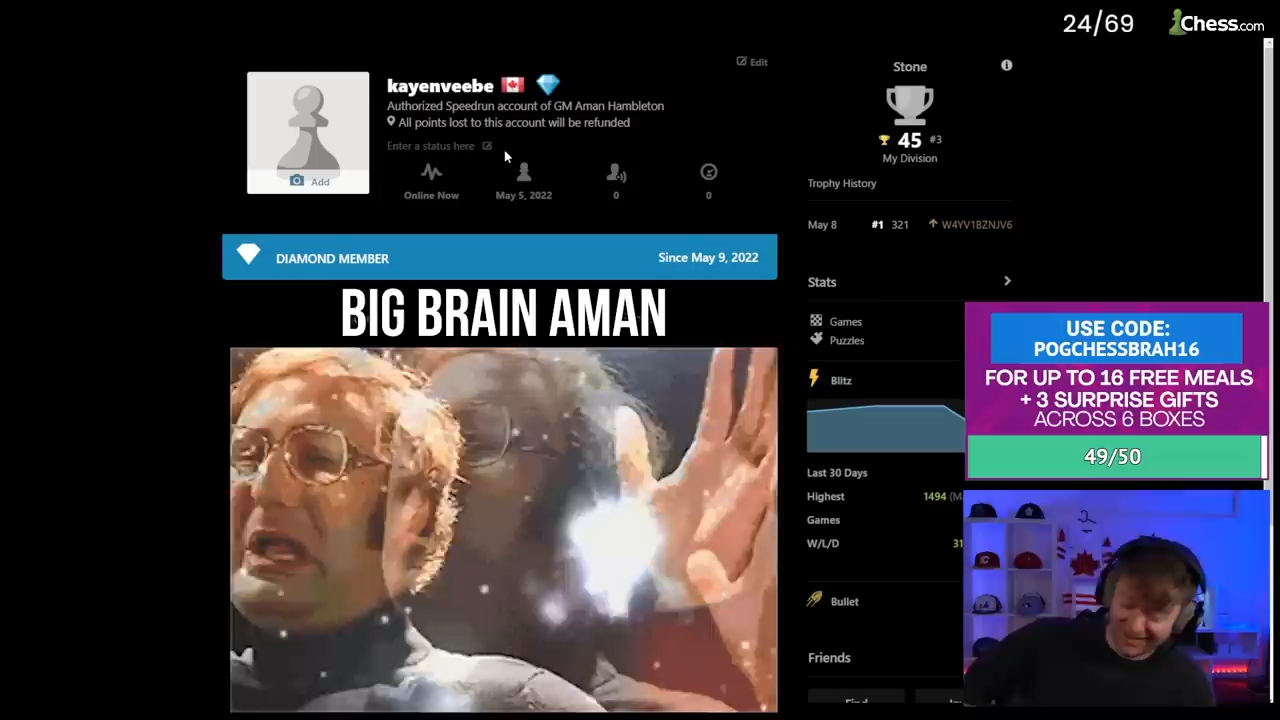 24/69
Chess.com
kayenveebe
Edit
Authorized Speedrun account of GM Aman Hambleton
All points lost to this account will be refunded
Enter a status here
Add
Online Now
May 5, 2022
0
0
DIAMOND MEMBER
Since May 9, 2022
BIG BRAIN AMAN
Stone
45 #3
My Division
Trophy History
May 8 #1 321 W4YV1BZNJV6
Stats
Games
Puzzles
Blitz
Last 30 Days
Highest 1494
Games
W/L/D 31
Bullet
Friends
USE CODE:
POGCHESSBRAH16
FOR UP TO 16 FREE MEALS
+ 3 SURPRISE GIFTS
ACROSS 6 BOXES
49/50